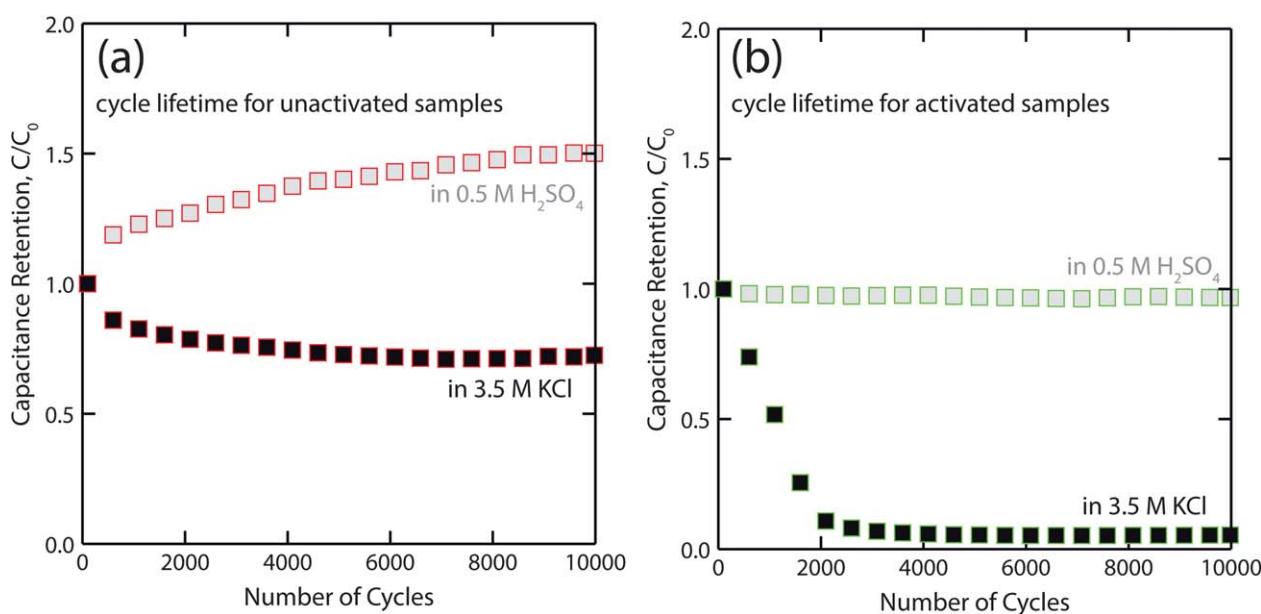 (a)
cycle lifetime for unactivated samples
in 0.5 M H₂SO₄
in 3.5 M KCl
Capacitance Retention, C/C₀
2.0
1.5
1.0
0.5
0.0
0 2000 4000 6000 8000 10000
Number of Cycles
(b)
cycle lifetime for activated samples
in 0.5 M H₂SO₄
in 3.5 M KCl
Capacitance Retention, C/C₀
2.0
1.5
1.0
0.5
0.0
0 2000 4000 6000 8000 10000
Number of Cycles